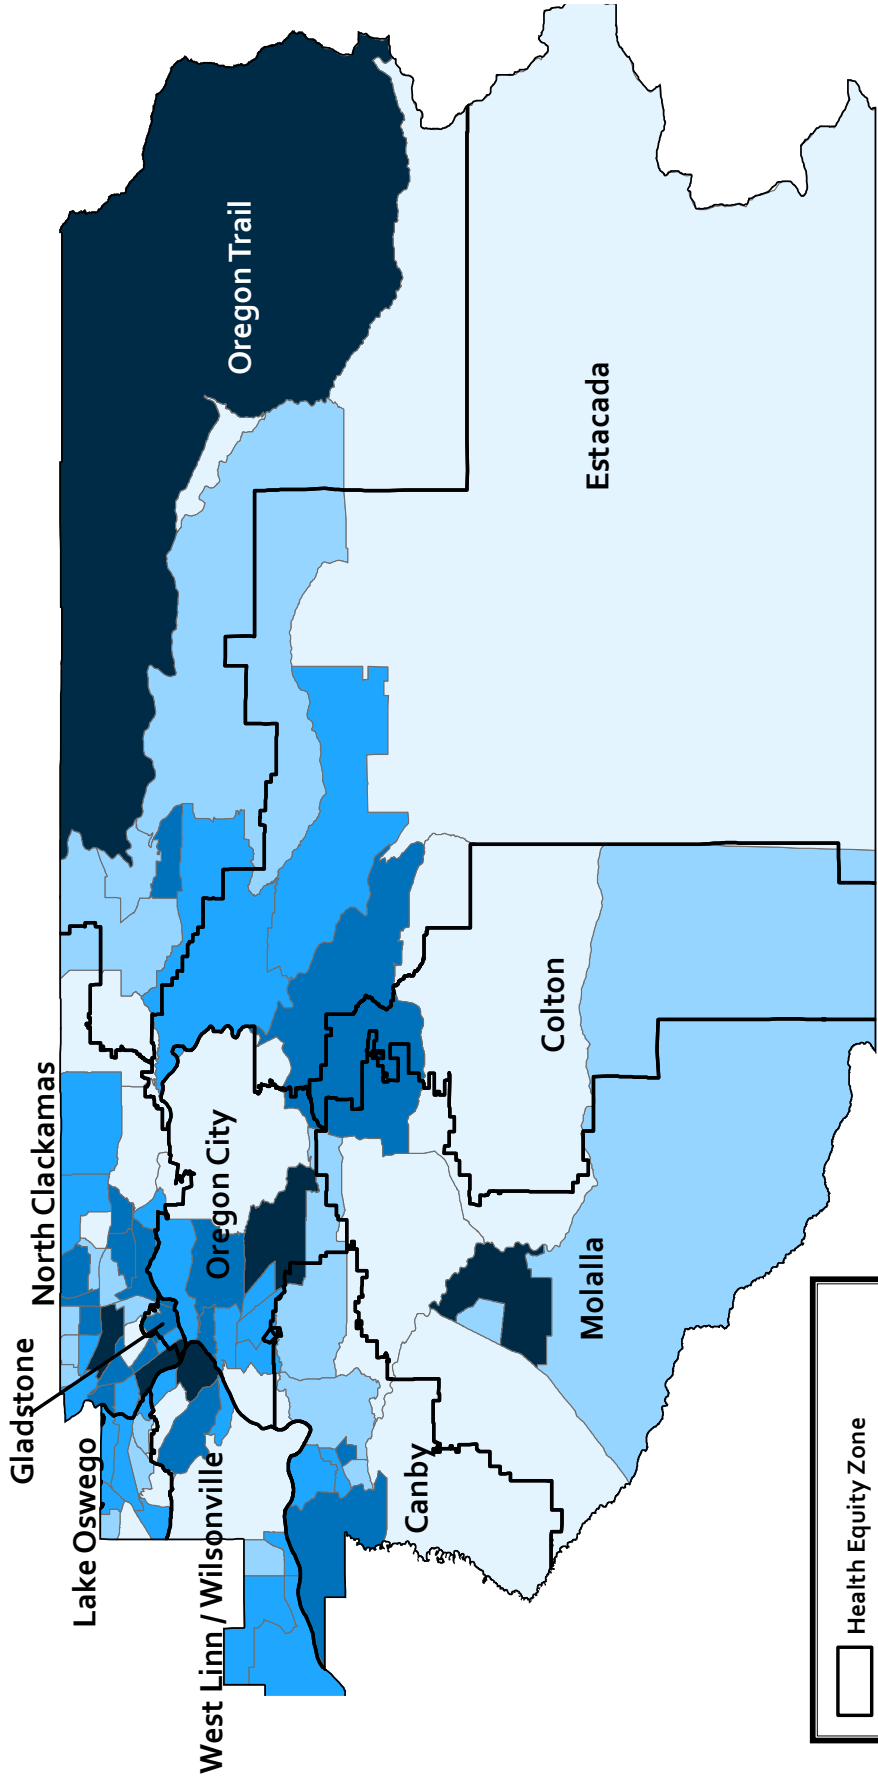 Gladstone
North Clackamas
Lake Oswego
Oregon City
Oregon Trail
West Linn / Wilsonville
Canby
Colton
Estacada
Molalla
Health Equity Zone